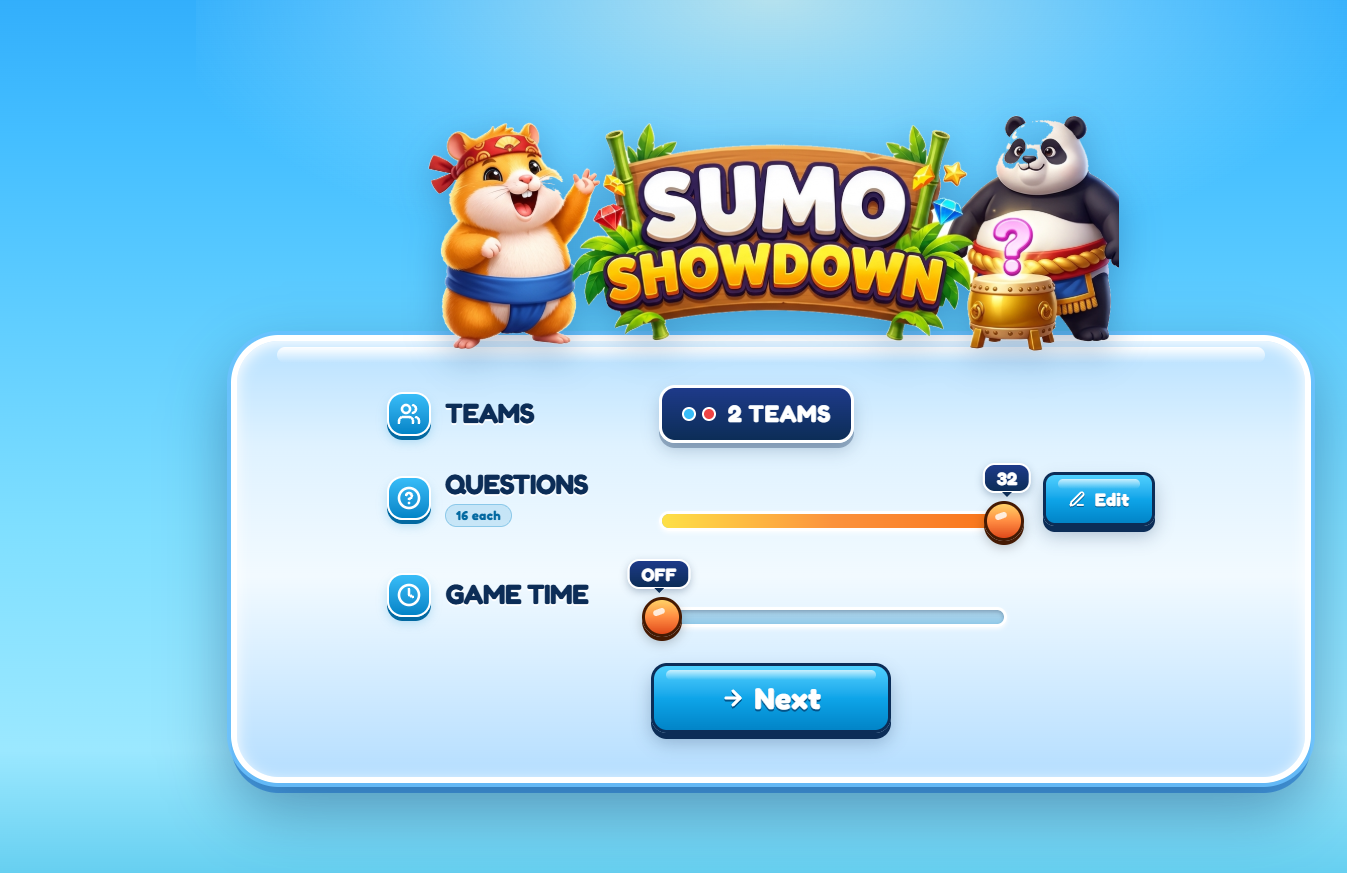 SUMO
SHOWDOWN
?
TEAMS
2 TEAMS
QUESTIONS
16 each
32
Edit
GAME TIME
OFF
Next